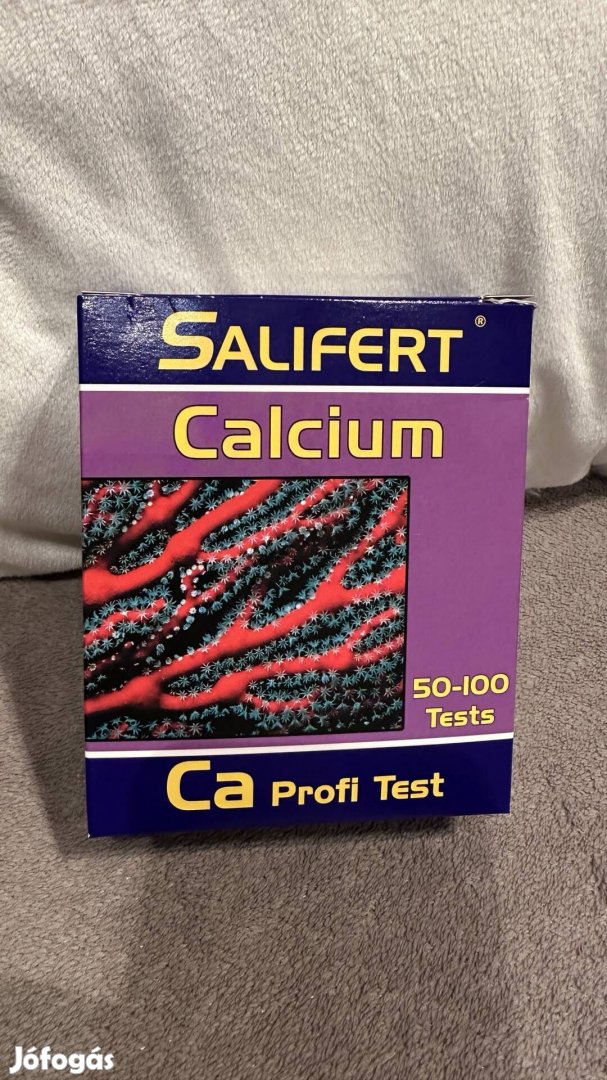 SALIFERT ®
Calcium
50-100
Tests
Ca Profi Test
Jófogás